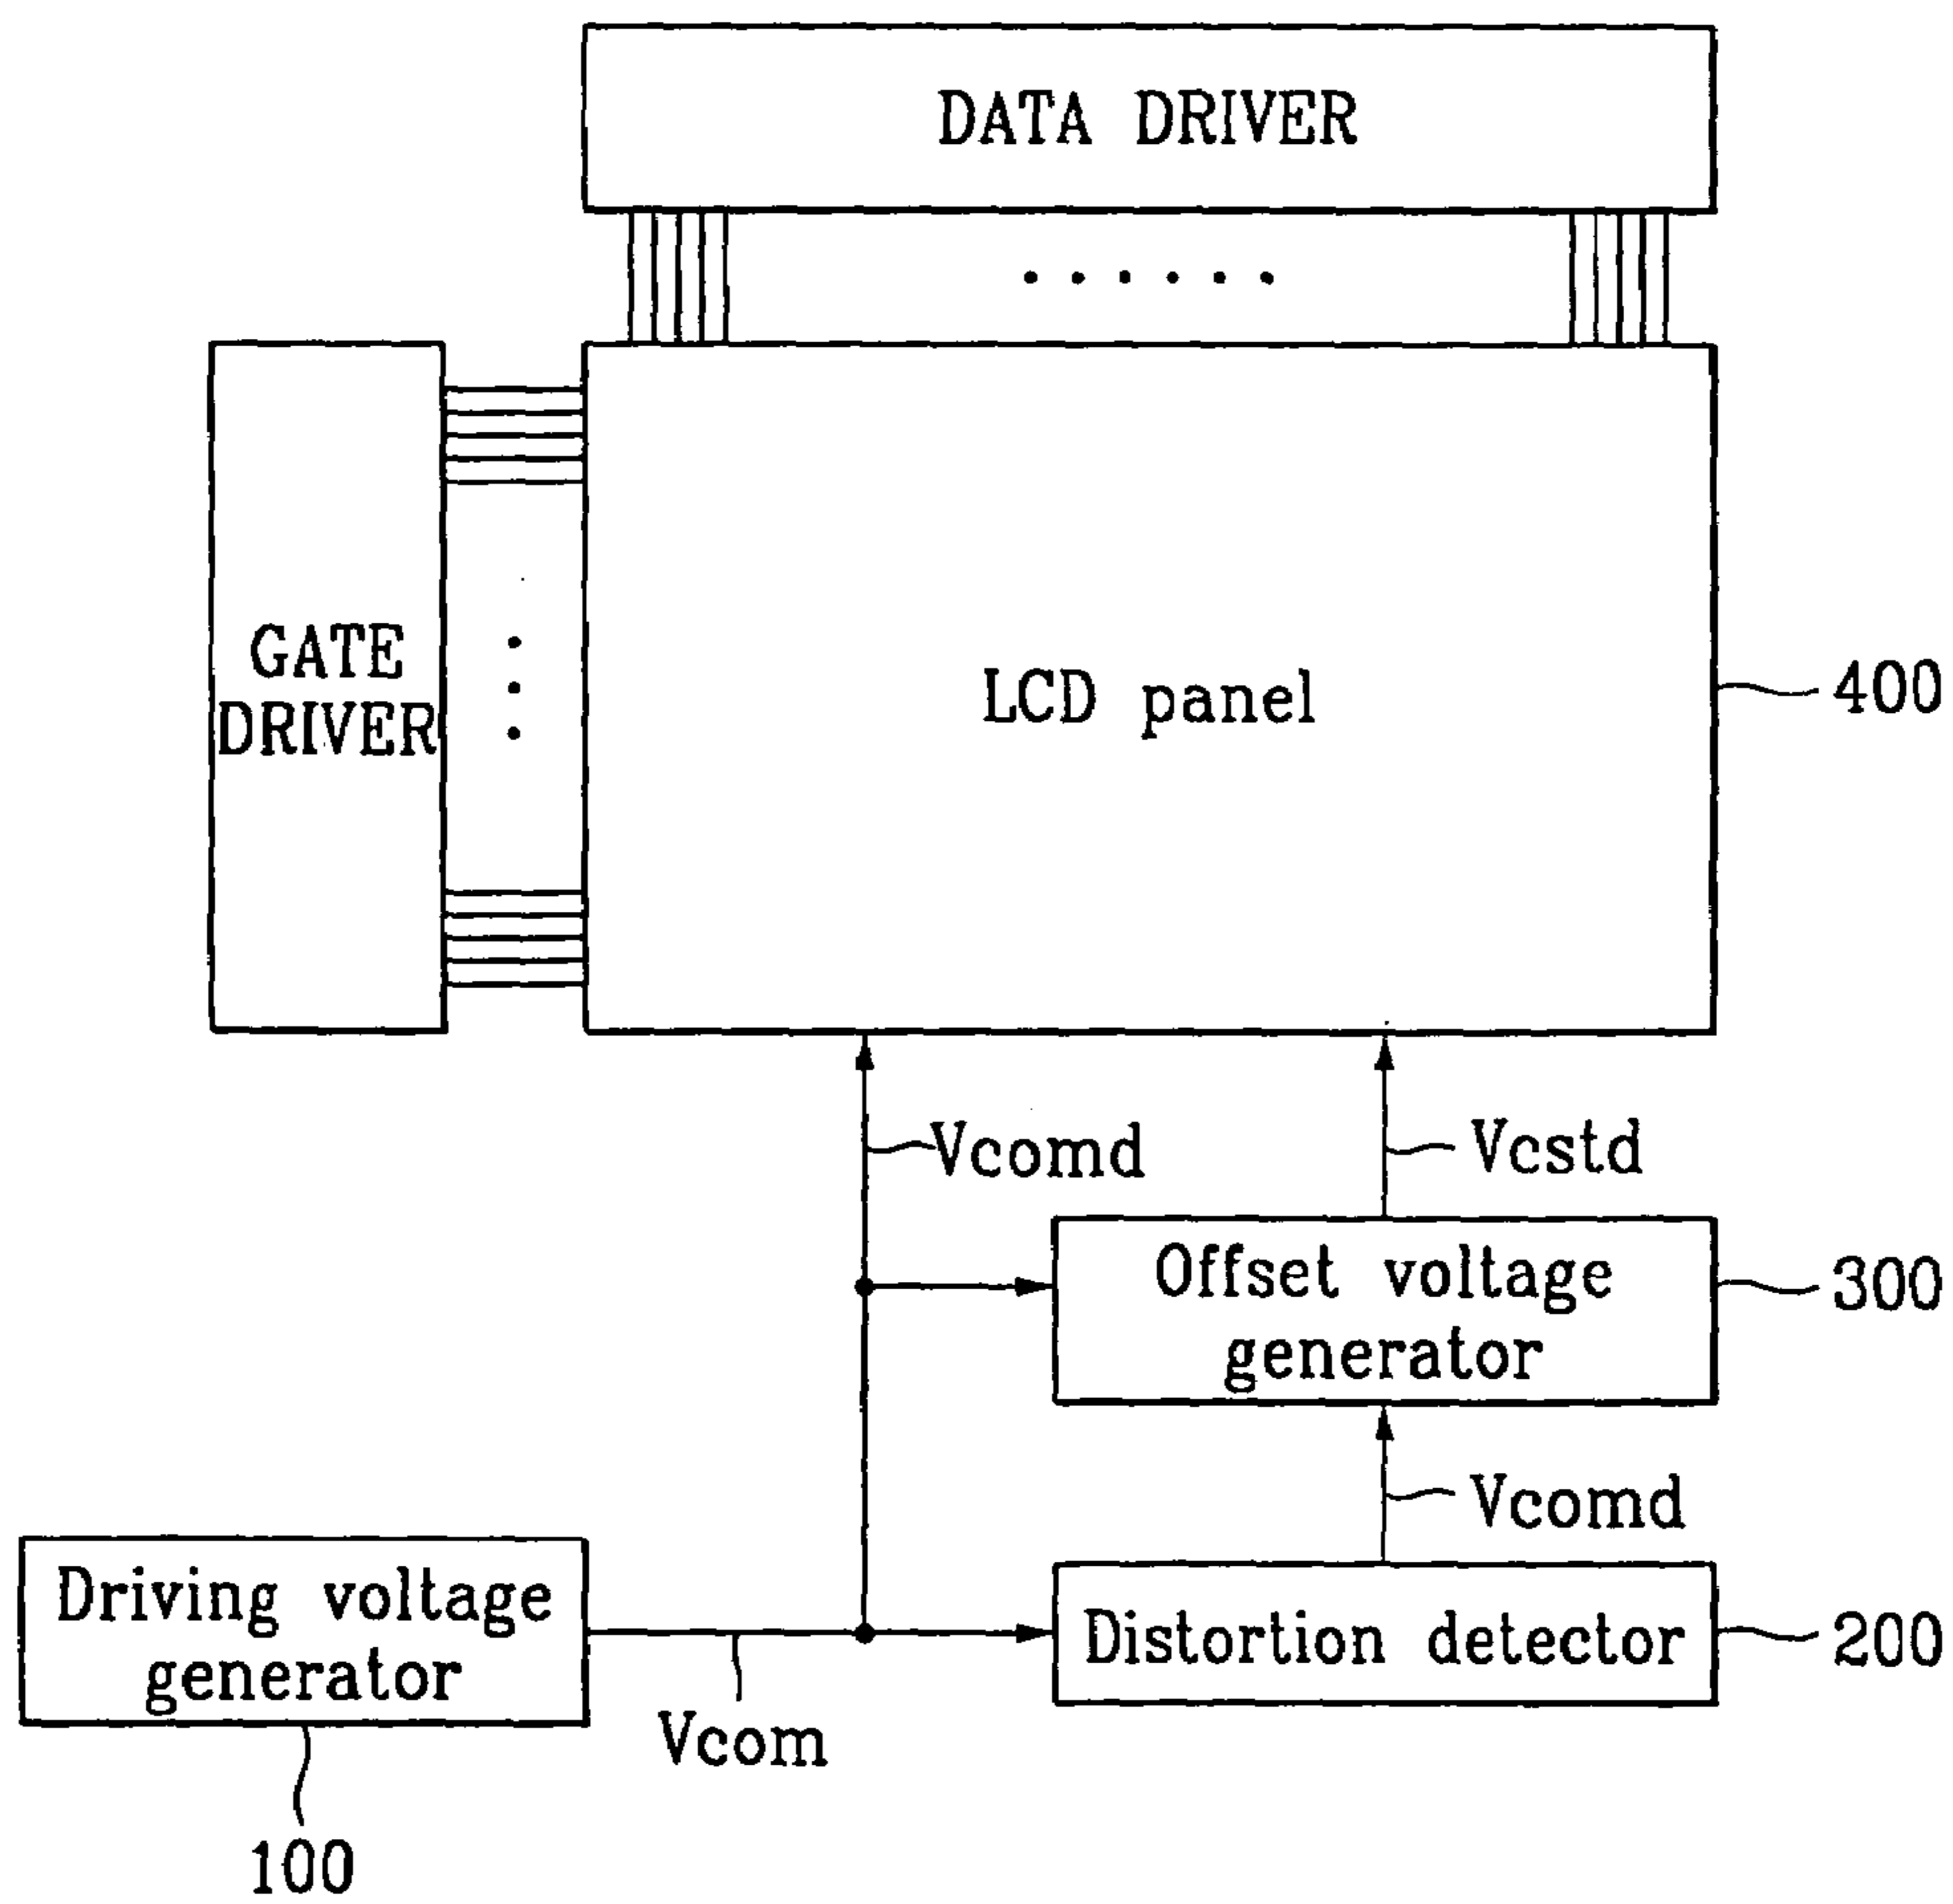 DATA DRIVER
GATE
DRIVER
LCD panel
400
Vcomd
Vcstd
Offset voltage
generator
300
Vcomd
Driving voltage
generator
Distortion detector
200
Vcom
100